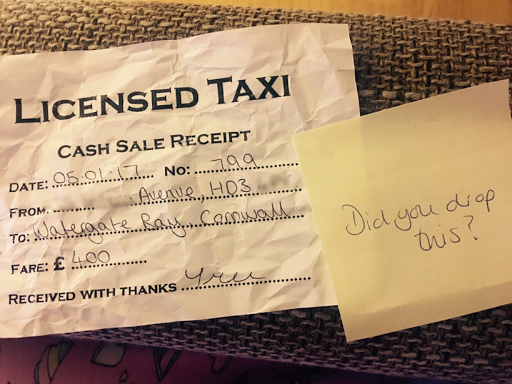 LICENSED TAXI
CASH SALE RECEIPT
DATE: 05.01.17 NO: 799
FROM Avenue, HD3
TO: Watergate Bay, Cornwall
FARE: £ 400
RECEIVED WITH THANKS
Did you drop
this?